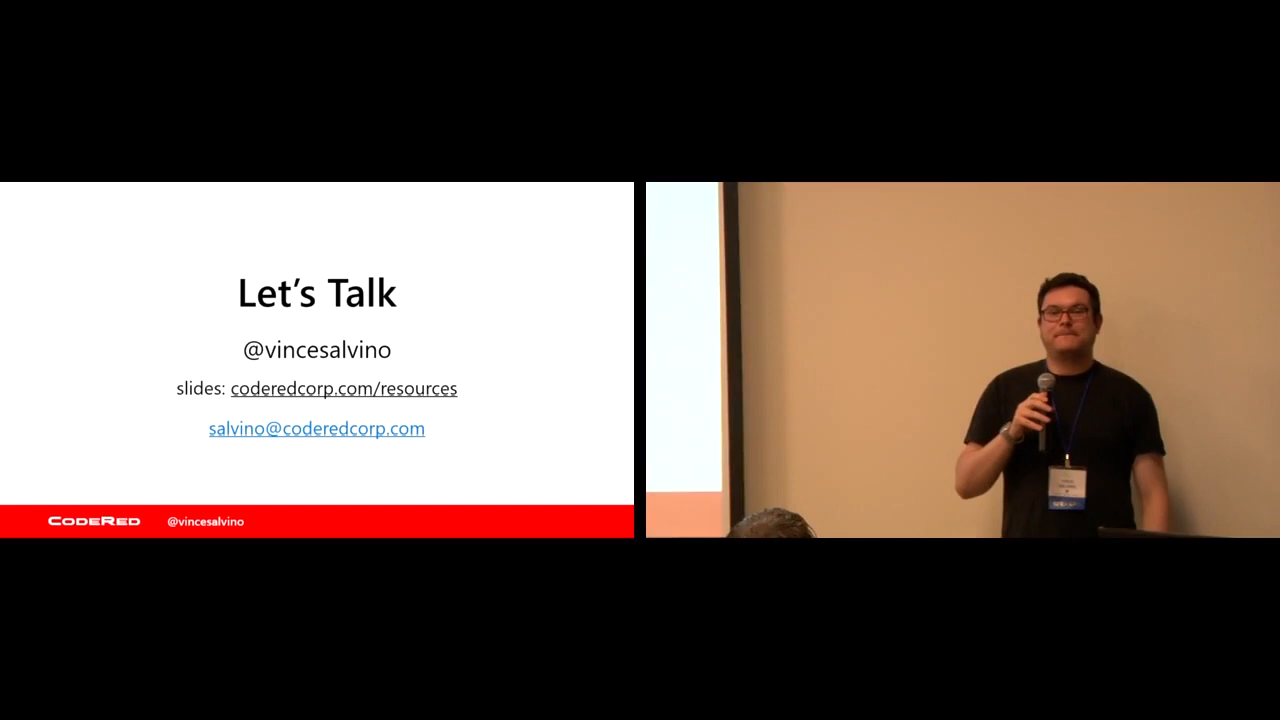 Let's Talk
@vincesalvino
slides: coderedcorp.com/resources
salvino@coderedcorp.com
CODERED
@vincesalvino